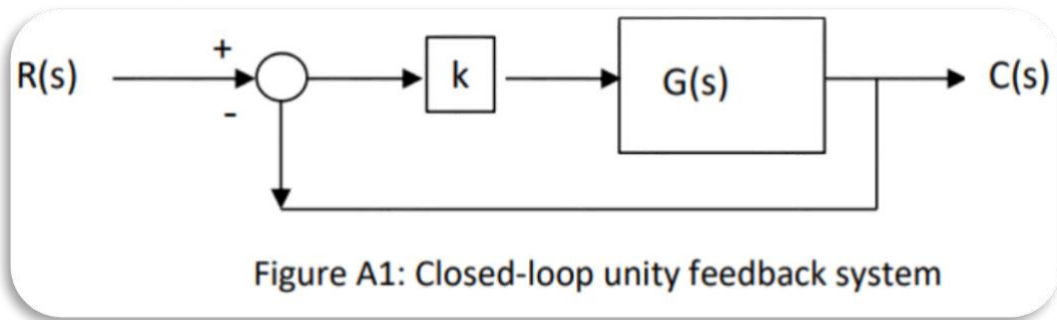 +
R(s)
k
G(s)
C(s)
-
Figure A1: Closed-loop unity feedback system